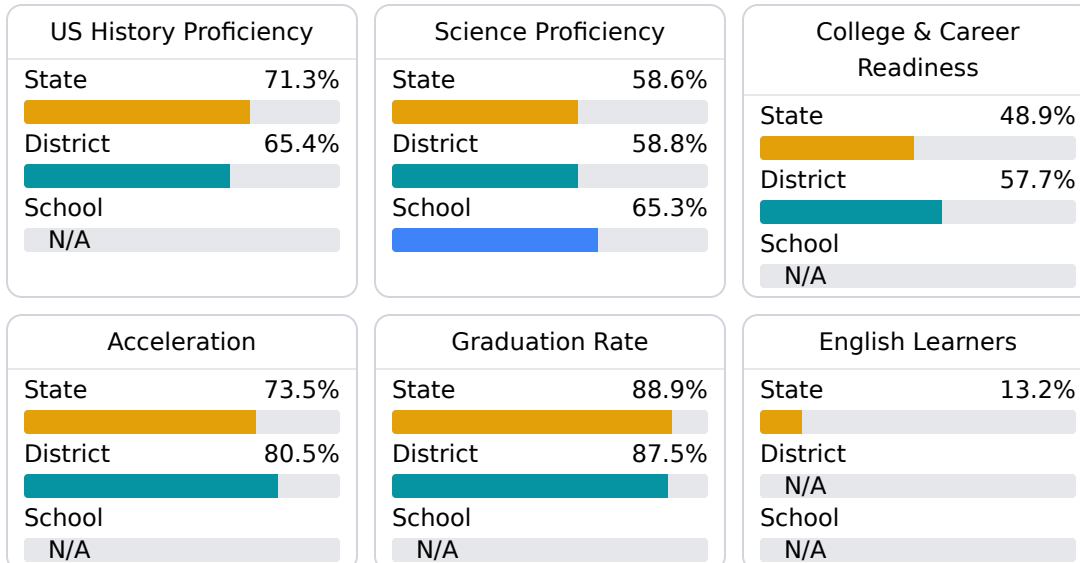 US History Proficiency
State 71.3%
District 65.4%
School
N/A
Science Proficiency
State 58.6%
District 58.8%
School 65.3%
College & Career
Readiness
State 48.9%
District 57.7%
School
N/A
Acceleration
State 73.5%
District 80.5%
School
N/A
Graduation Rate
State 88.9%
District 87.5%
School
N/A
English Learners
State 13.2%
District
N/A
School
N/A